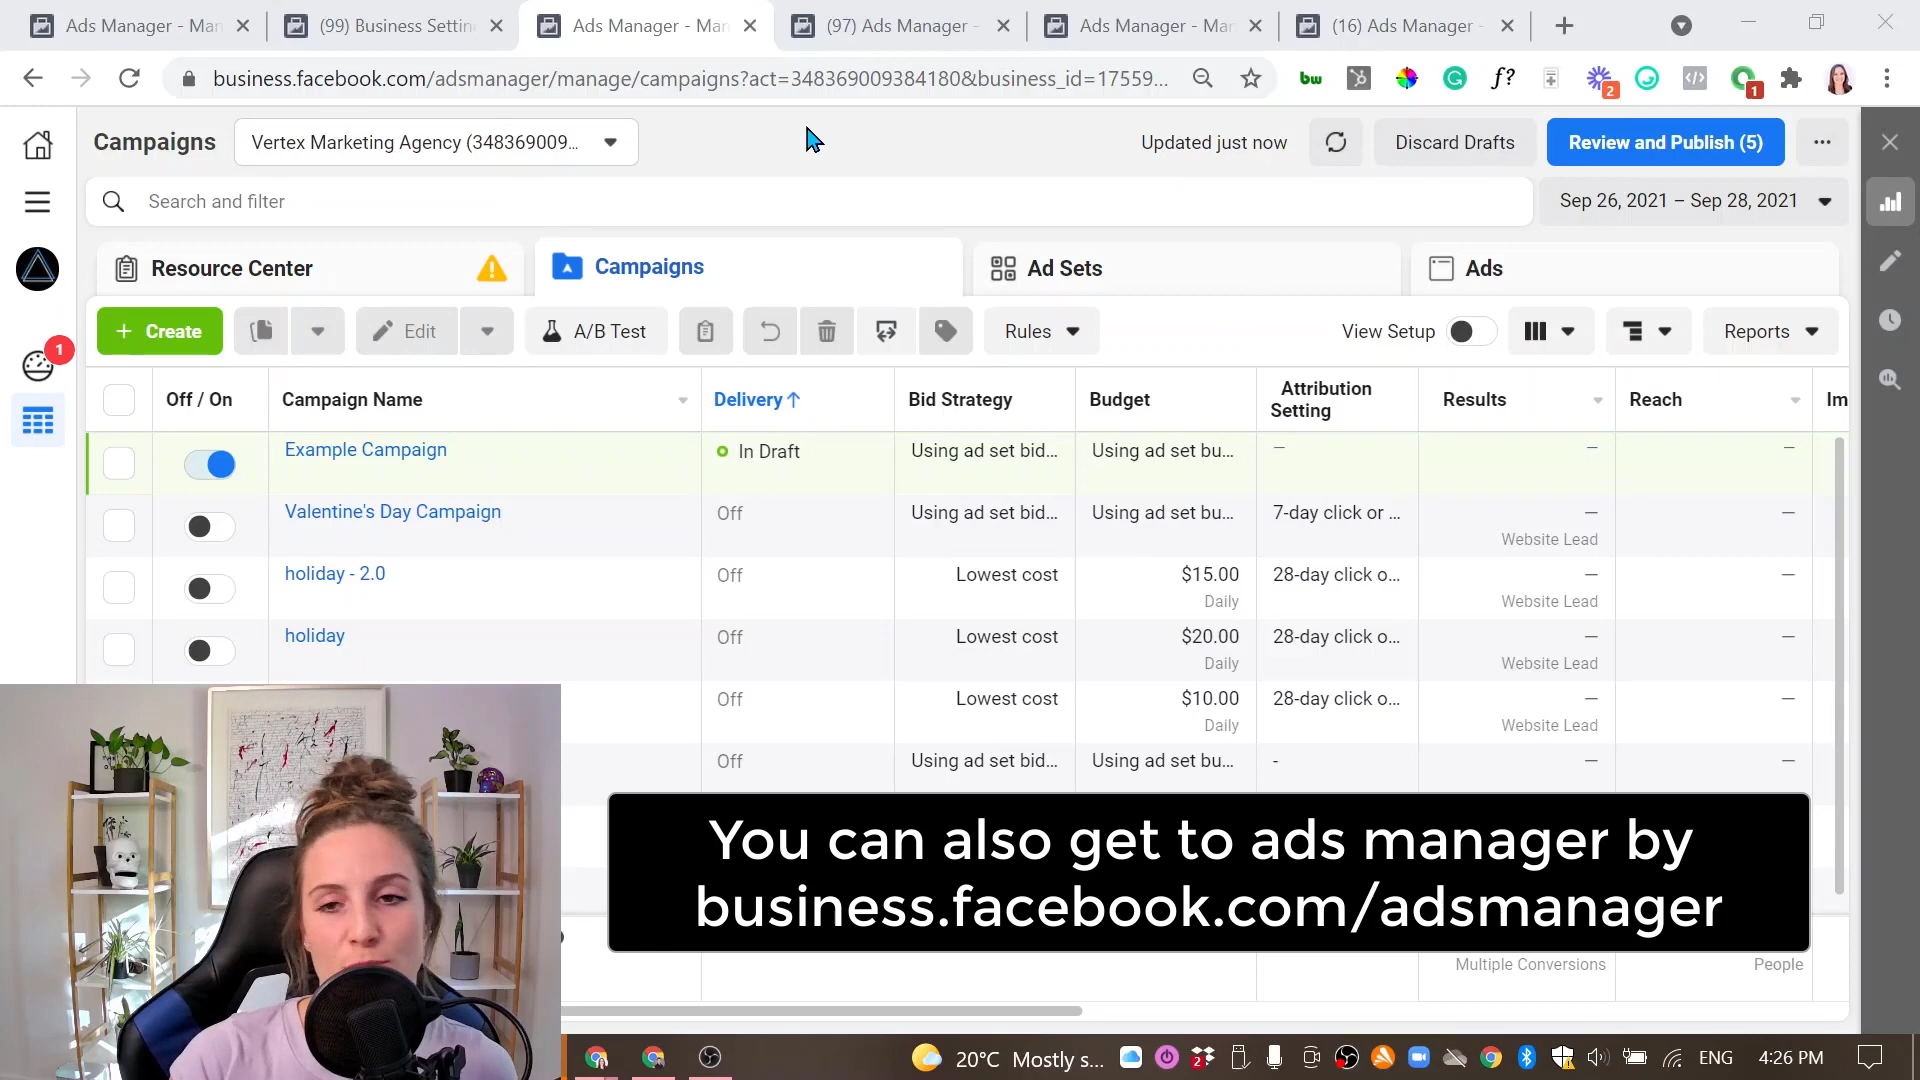 Ads Manager - Man
(99) Business Settin
Ads Manager - Man
(97) Ads Manager -
Ads Manager - Man
(16) Ads Manager -
business.facebook.com/adsmanager/manage/campaigns?act=348369009384180&business_id=17559...
bw
f?
2
1
Campaigns
Vertex Marketing Agency (348369009...
Updated just now
Discard Drafts
Review and Publish (5)
Search and filter
Sep 26, 2021 – Sep 28, 2021
Resource Center
Campaigns
Ad Sets
Ads
+ Create
Edit
A/B Test
Rules
View Setup
Reports
1
Off / On
Campaign Name
Delivery↑
Bid Strategy
Budget
Attribution
Setting
Results
Reach
Im
Example Campaign
In Draft
Using ad set bid...
Using ad set bu...
—
—
—
Valentine's Day Campaign
Off
Using ad set bid...
Using ad set bu...
7-day click or ...
—
—
Website Lead
holiday - 2.0
Off
Lowest cost
$15.00
28-day click o...
—
—
Daily
Website Lead
holiday
Off
Lowest cost
$20.00
28-day click o...
—
—
Daily
Website Lead
Off
Lowest cost
$10.00
28-day click o...
—
—
Daily
Website Lead
Off
Using ad set bid...
Using ad set bu...
-
—
—
You can also get to ads manager by
business.facebook.com/adsmanager
Multiple Conversions
People
20°C Mostly s...
2
ENG
4:26 PM